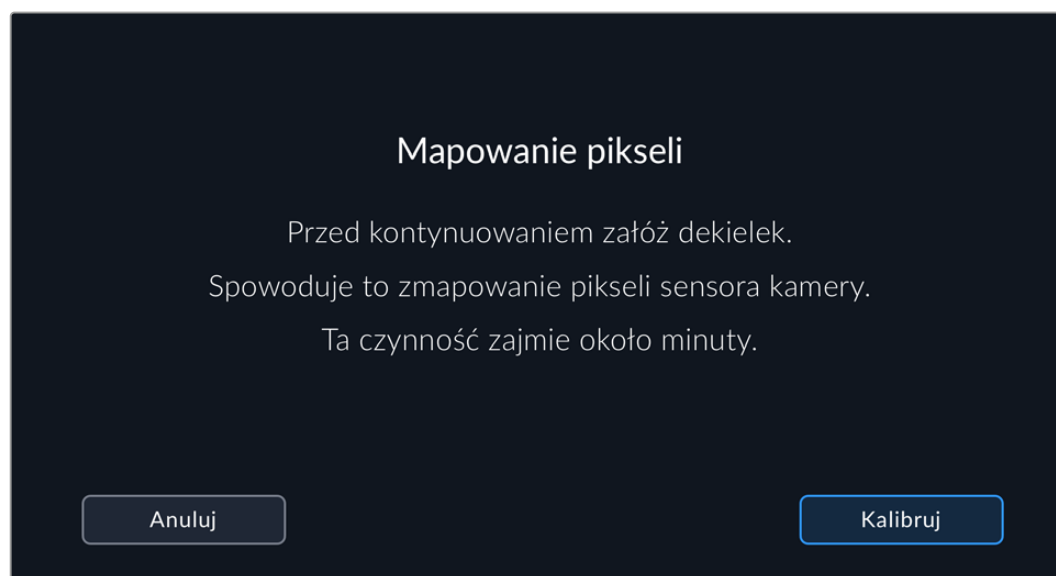 Mapowanie pikseli
Przed kontynuowaniem załóż dekielek.
Spowoduje to zmapowanie pikseli sensora kamery.
Ta czynność zajmie około minuty.
Anuluj
Kalibruj